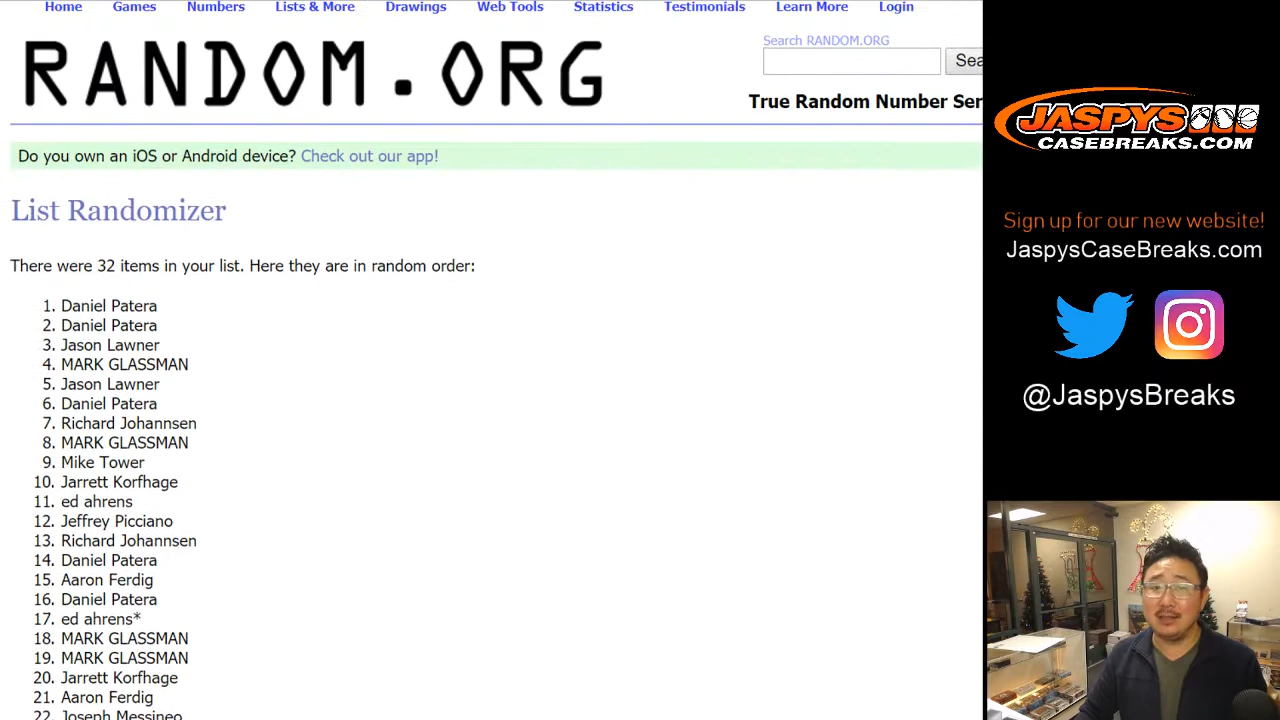 Home Games Numbers Lists & More Drawings Web Tools Statistics Testimonials Learn More Login
RANDOM.ORG
Search RANDOM.ORG
Sea
True Random Number Ser
Do you own an iOS or Android device? Check out our app!
List Randomizer
There were 32 items in your list. Here they are in random order:
1. Daniel Patera
2. Daniel Patera
3. Jason Lawner
4. MARK GLASSMAN
5. Jason Lawner
6. Daniel Patera
7. Richard Johannsen
8. MARK GLASSMAN
9. Mike Tower
10. Jarrett Korfhage
11. ed ahrens
12. Jeffrey Picciano
13. Richard Johannsen
14. Daniel Patera
15. Aaron Ferdig
16. Daniel Patera
17. ed ahrens*
18. MARK GLASSMAN
19. MARK GLASSMAN
20. Jarrett Korfhage
21. Aaron Ferdig
22. Joseph Messineo
JASPYS
CASEBREAKS.COM
Sign up for our new website!
JaspysCaseBreaks.com
@JaspysBreaks